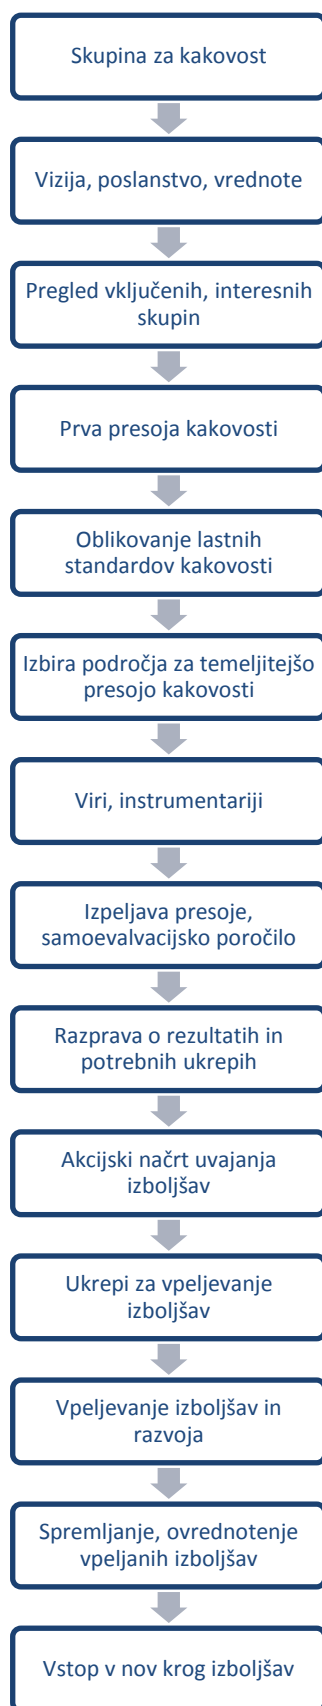 Skupina za kakovost
Vizija, poslanstvo, vrednote
Pregled vključenih, interesnih
skupin
Prva presoja kakovosti
Oblikovanje lastnih
standardov kakovosti
Izbira področja za temeljitejšo
presojo kakovosti
Viri, instrumentariji
Izpeljava presoje,
samoevalvacijsko poročilo
Razprava o rezultatih in
potrebnih ukrepih
Akcijski načrt uvajanja
izboljšav
Ukrepi za vpeljevanje
izboljšav
Vpeljevanje izboljšav in
razvoja
Spremljanje, ovrednotenje
vpeljanih izboljšav
Vstop v nov krog izboljšav